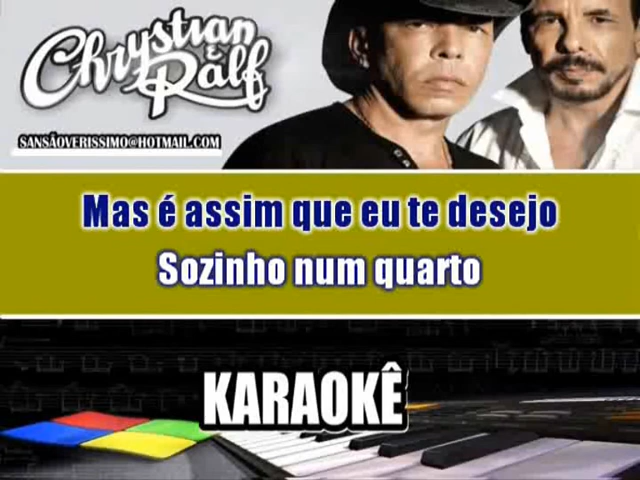 Chrystian
&
Ralf
SANSÃOVERISSIMO@HOTMAIL.COM
Mas é assim que eu te desejo
Sozinho num quarto
KARAOKÊ